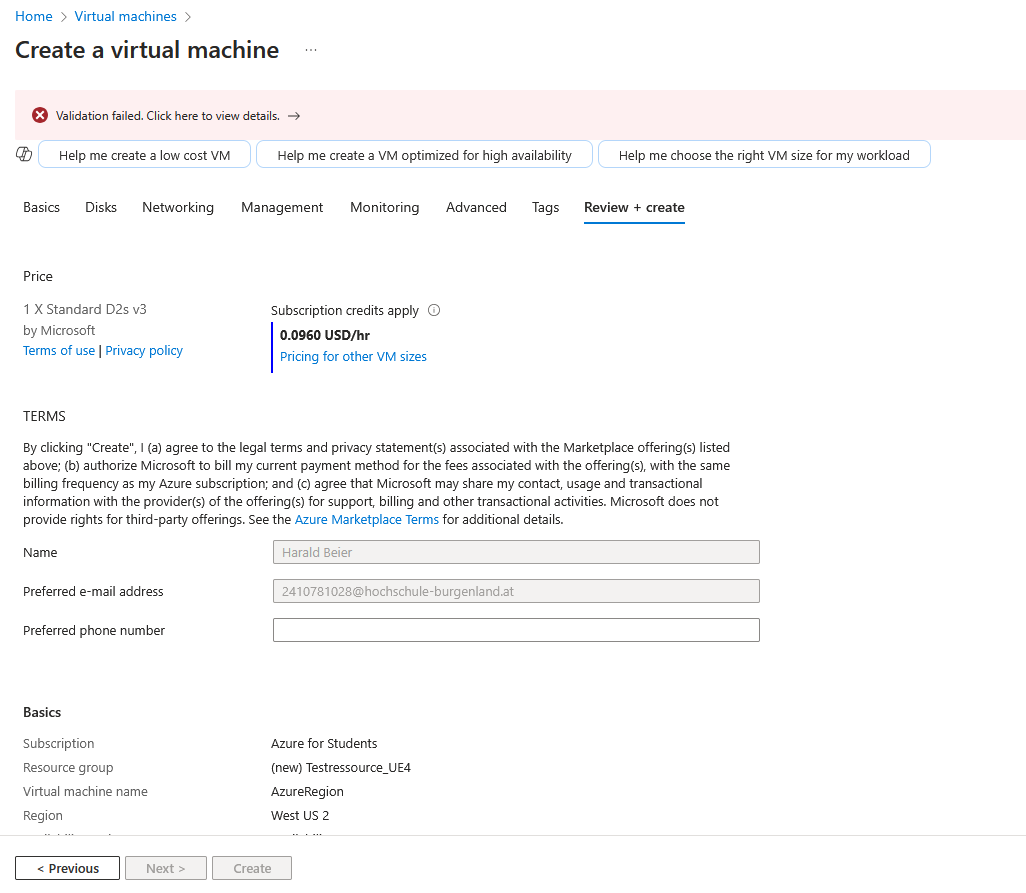 Home > Virtual machines >
Create a virtual machine ...
Validation failed. Click here to view details. →
Help me create a low cost VM Help me create a VM optimized for high availability Help me choose the right VM size for my workload
Basics Disks Networking Management Monitoring Advanced Tags Review + create
Price
1 X Standard D2s v3
by Microsoft
Terms of use | Privacy policy
Subscription credits apply
0.0960 USD/hr
Pricing for other VM sizes
TERMS
By clicking "Create", I (a) agree to the legal terms and privacy statement(s) associated with the Marketplace offering(s) listed
above; (b) authorize Microsoft to bill my current payment method for the fees associated with the offering(s), with the same
billing frequency as my Azure subscription; and (c) agree that Microsoft may share my contact, usage and transactional
information with the provider(s) of the offering(s) for support, billing and other transactional activities. Microsoft does not
provide rights for third-party offerings. See the Azure Marketplace Terms for additional details.
Name Harald Beier
Preferred e-mail address 2410781028@hochschule-burgenland.at
Preferred phone number
Basics
Subscription Azure for Students
Resource group (new) Testressource_UE4
Virtual machine name AzureRegion
Region West US 2
< Previous Next > Create